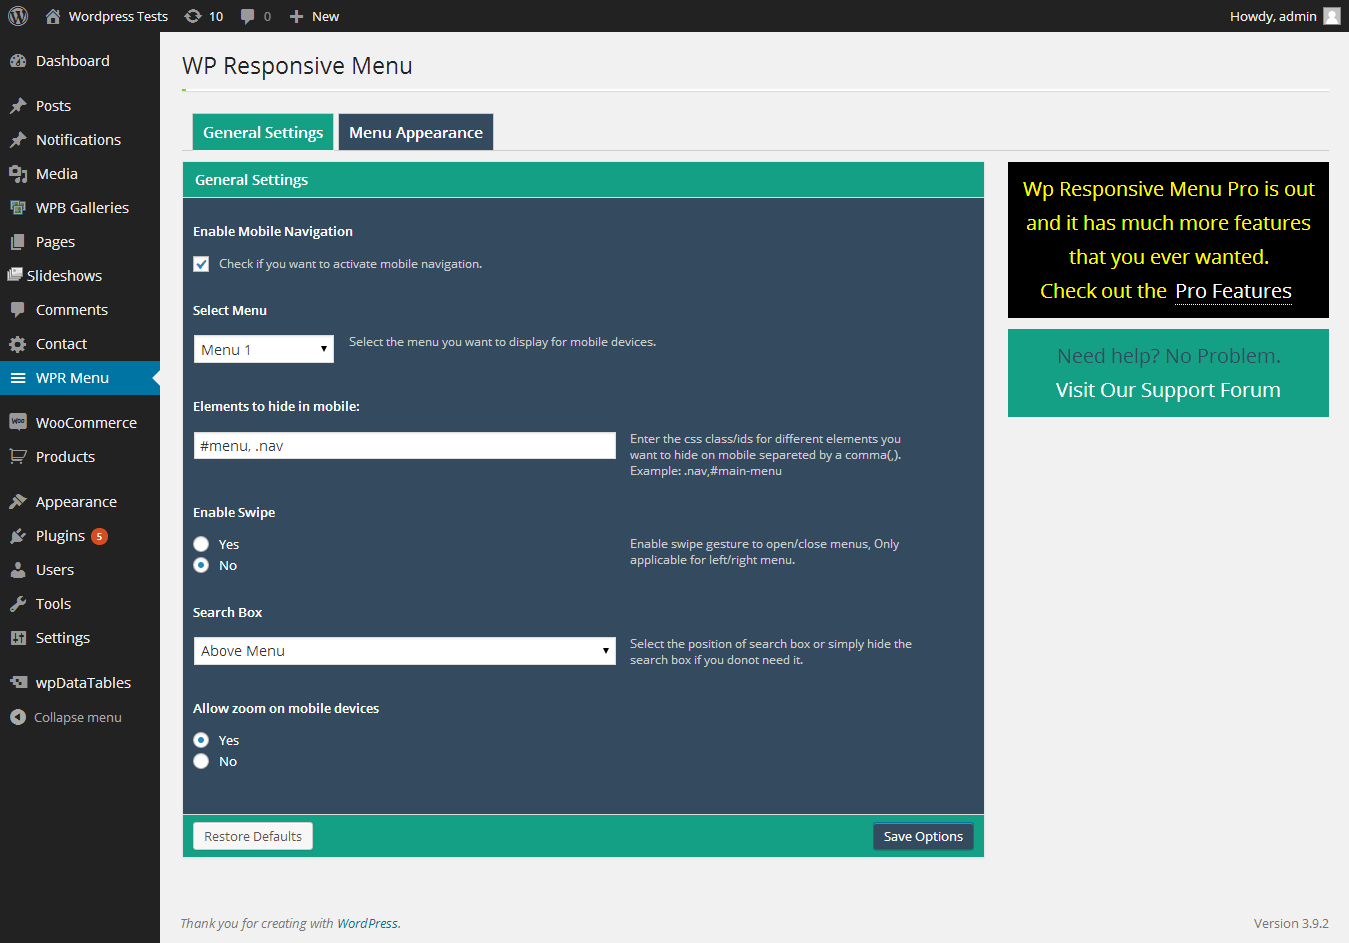 Wordpress Tests 10 0 New Howdy, admin
Dashboard
Posts
Notifications
Media
WPB Galleries
Pages
Slideshows
Comments
Contact
WPR Menu
WooCommerce
Products
Appearance
Plugins 5
Users
Tools
Settings
wpDataTables
Collapse menu
WP Responsive Menu
General Settings Menu Appearance
General Settings
Enable Mobile Navigation
Check if you want to activate mobile navigation.
Select Menu
Menu 1
Select the menu you want to display for mobile devices.
Elements to hide in mobile:
#menu, .nav
Enter the css class/ids for different elements you
want to hide on mobile separeted by a comma(,).
Example: .nav,#main-menu
Enable Swipe
Yes
No
Enable swipe gesture to open/close menus, Only
applicable for left/right menu.
Search Box
Above Menu
Select the position of search box or simply hide the
search box if you donot need it.
Allow zoom on mobile devices
Yes
No
Restore Defaults Save Options
Wp Responsive Menu Pro is out
and it has much more features
that you ever wanted.
Check out the Pro Features
Need help? No Problem.
Visit Our Support Forum
Thank you for creating with WordPress. Version 3.9.2